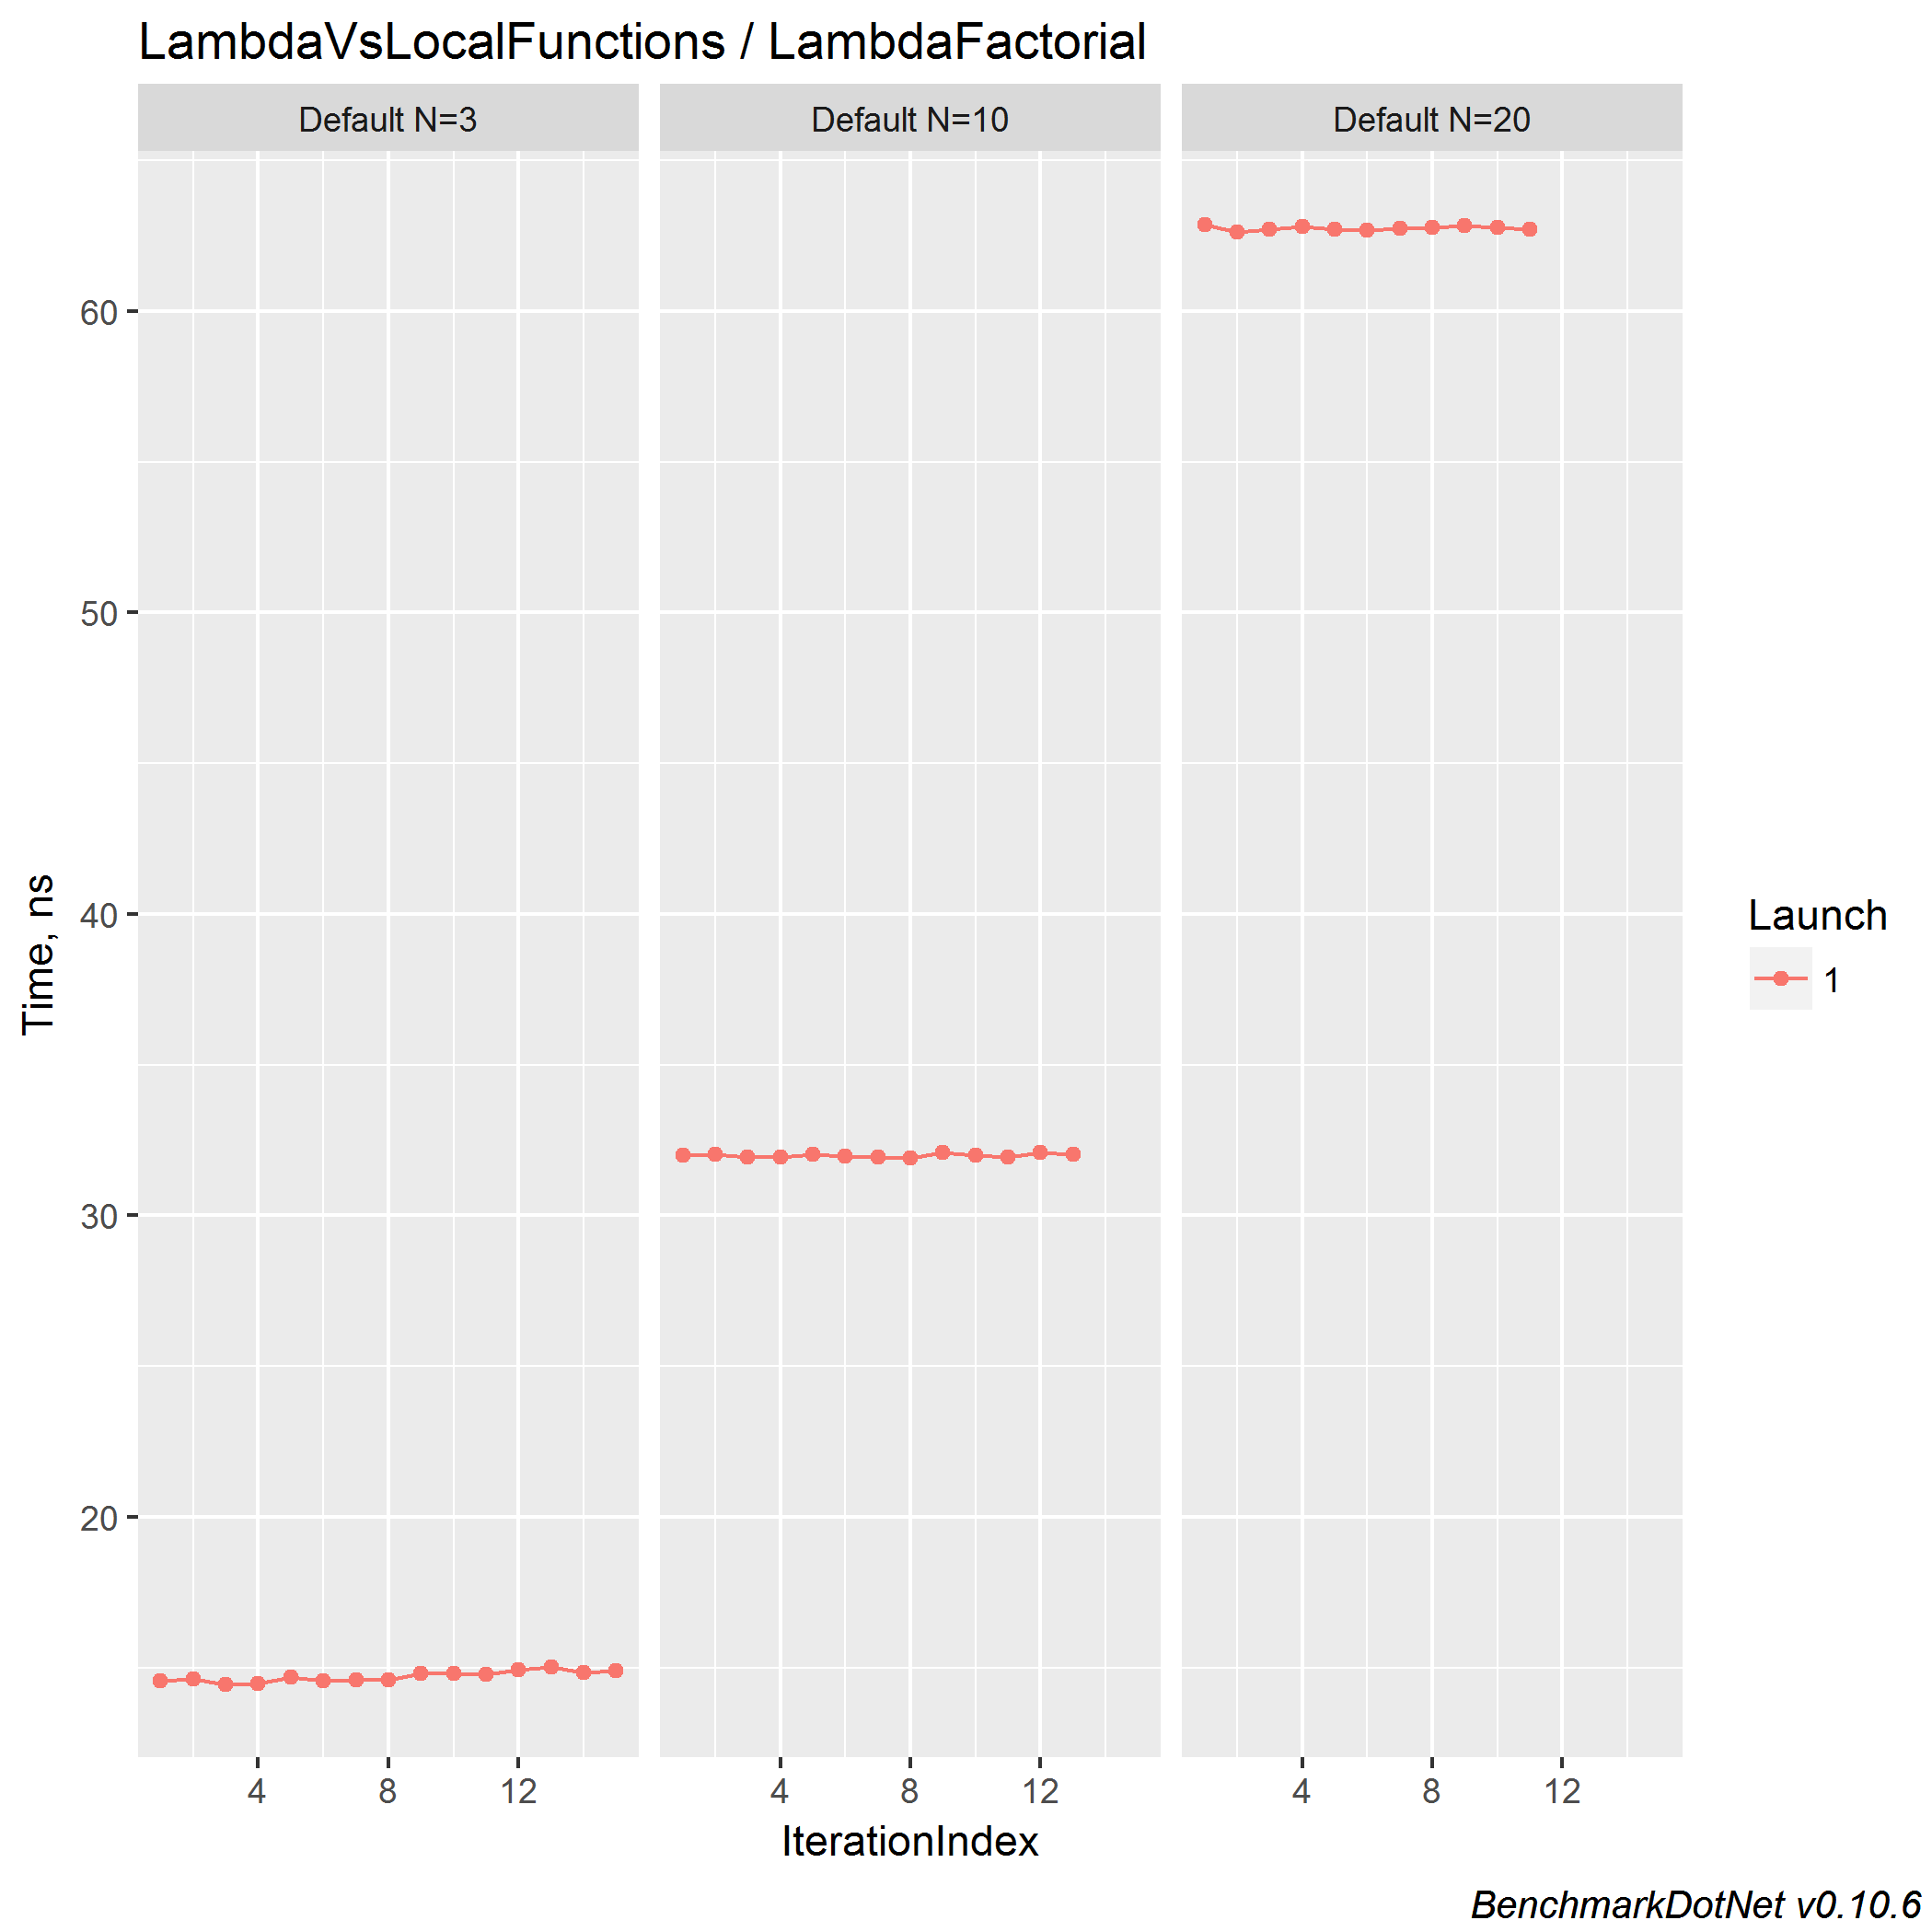 LambdaVsLocalFunctions / LambdaFactorial
Default N=3
Default N=10
Default N=20
60
50
40
30
20
Time, ns
4 8 12
4 8 12
4 8 12
IterationIndex
Launch
1
BenchmarkDotNet v0.10.6